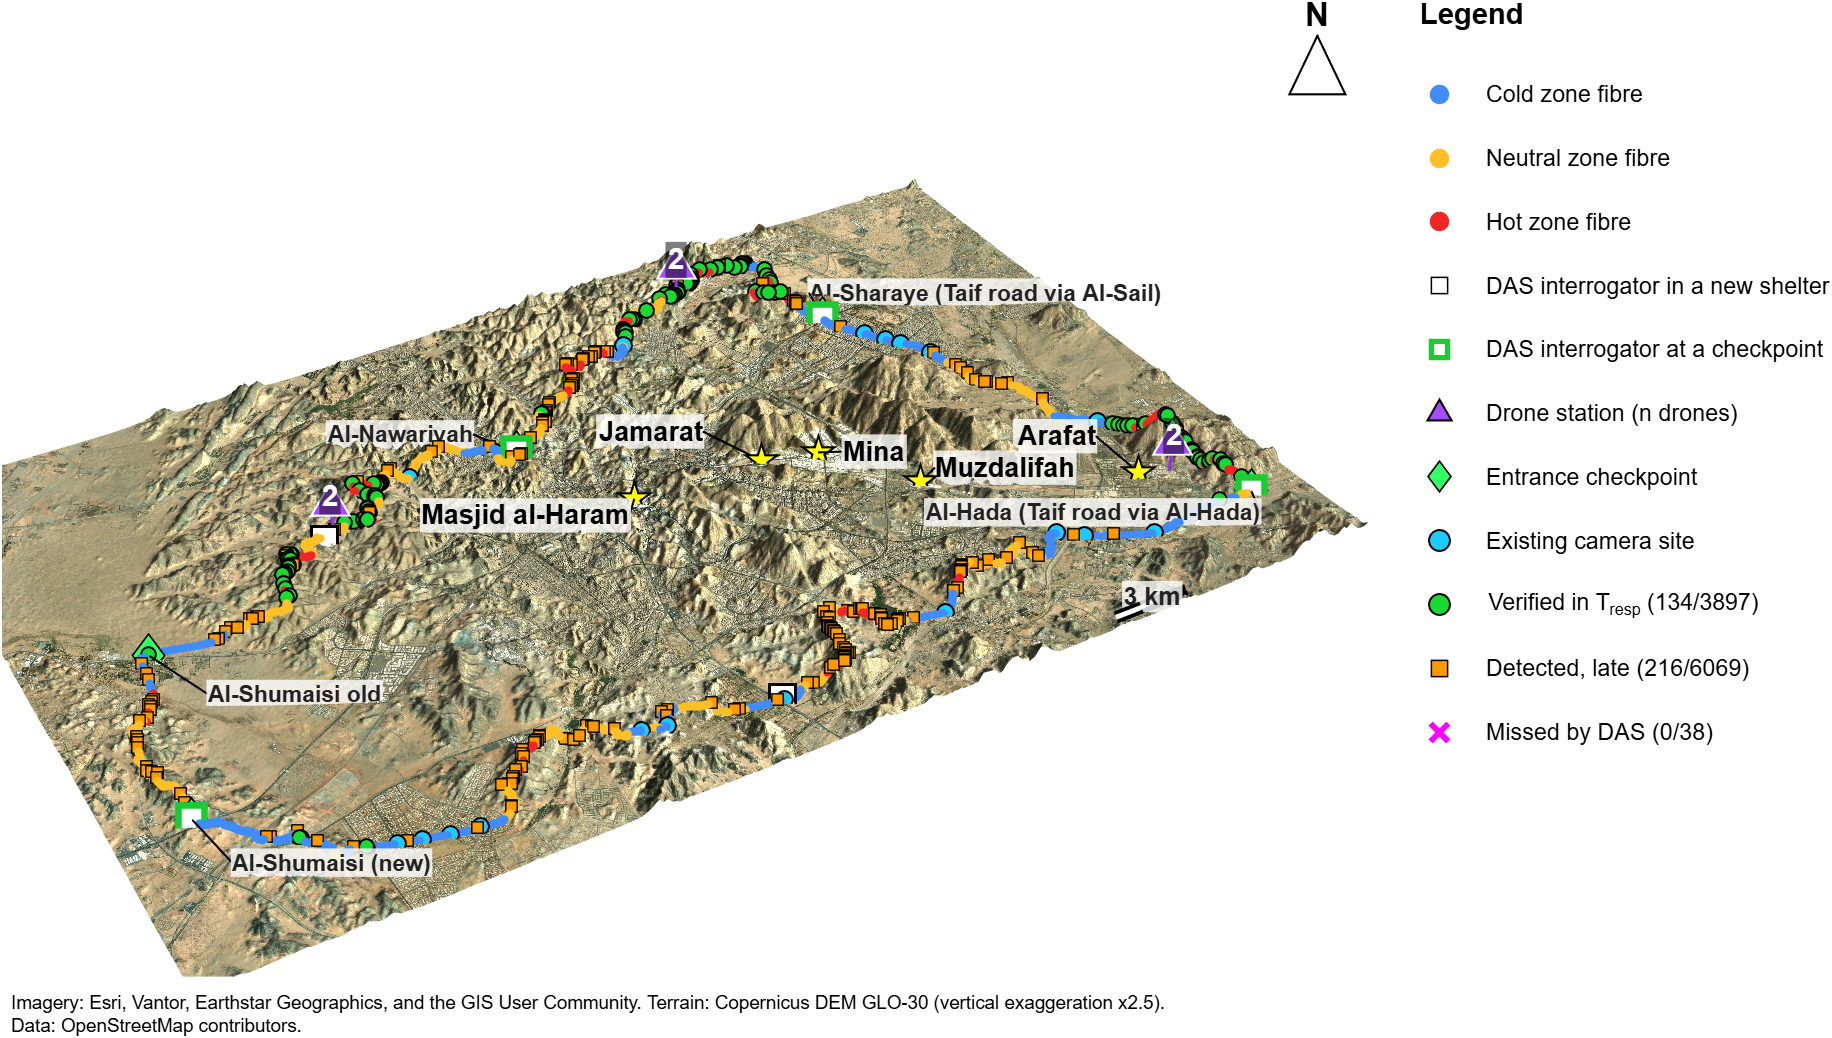 N
Legend
Cold zone fibre
Neutral zone fibre
Hot zone fibre
DAS interrogator in a new shelter
DAS interrogator at a checkpoint
Drone station (n drones)
Entrance checkpoint
Existing camera site
Verified in Tresp (134/3897)
Detected, late (216/6069)
Missed by DAS (0/38)
2
Al-Sharaye (Taif road via Al-Sail)
Al-Nawariyah
Jamarat
Mina
Arafat
2
Muzdalifah
2
Masjid al-Haram
Al-Hada (Taif road via Al-Hada)
3 km
Al-Shumaisi old
Al-Shumaisi (new)
Imagery: Esri, Vantor, Earthstar Geographics, and the GIS User Community. Terrain: Copernicus DEM GLO-30 (vertical exaggeration x2.5).
Data: OpenStreetMap contributors.